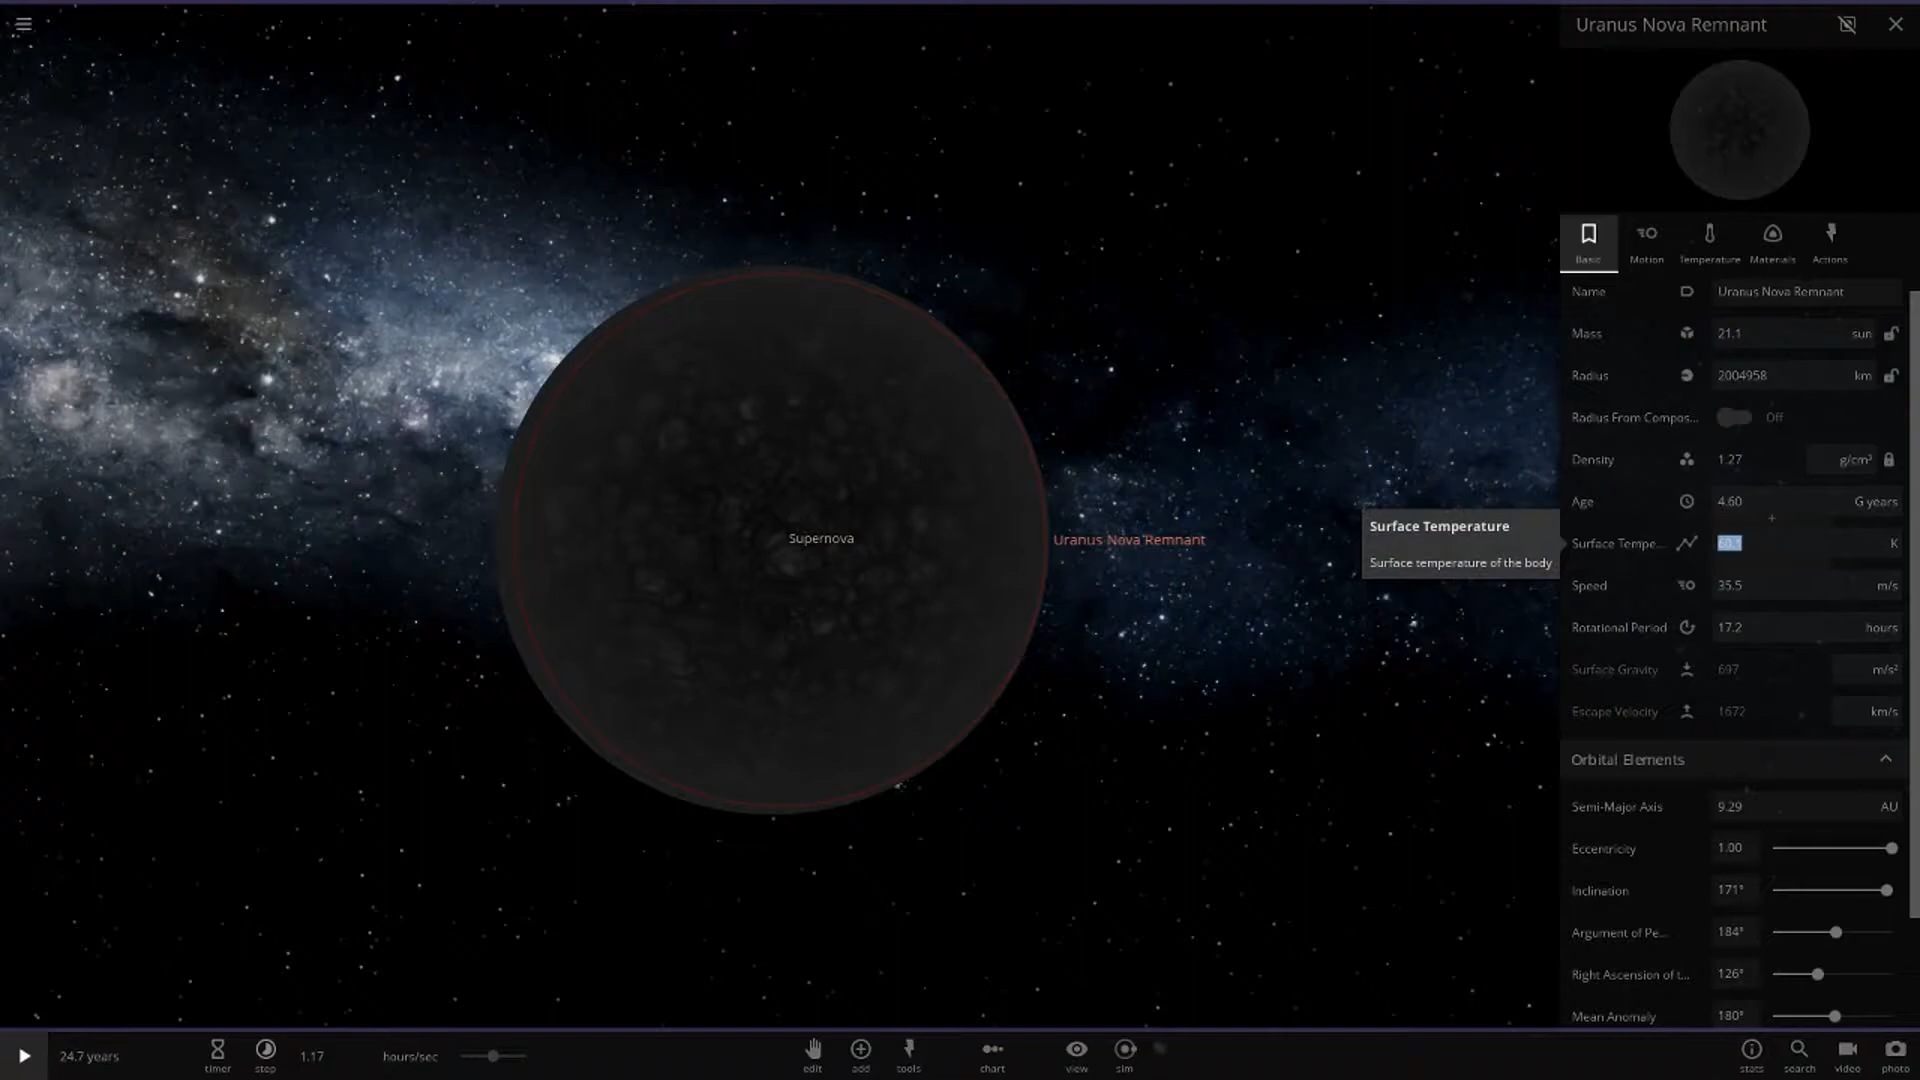 Uranus Nova Remnant
Basic
Motion
Temperature
Materials
Actions
Name
Uranus Nova Remnant
Mass
21.1
sun
Radius
2004958
km
Radius From Compos...
Off
Density
1.27
g/cm³
Age
4.60
G years
Surface Temperature
Surface temperature of the body
Surface Tempe...
K
Supernova
Uranus Nova Remnant
Speed
35.5
m/s
Rotational Period
17.2
hours
Surface Gravity
697
m/s²
Escape Velocity
1672
km/s
Orbital Elements
Semi-Major Axis
9.29
AU
Eccentricity
1.00
Inclination
171°
Argument of Pe...
184°
Right Ascension of t...
126°
Mean Anomaly
180°
24.7 years
timer
step
1.17
hours/sec
edit
add
tools
chart
view
sim
stats
search
video
photo